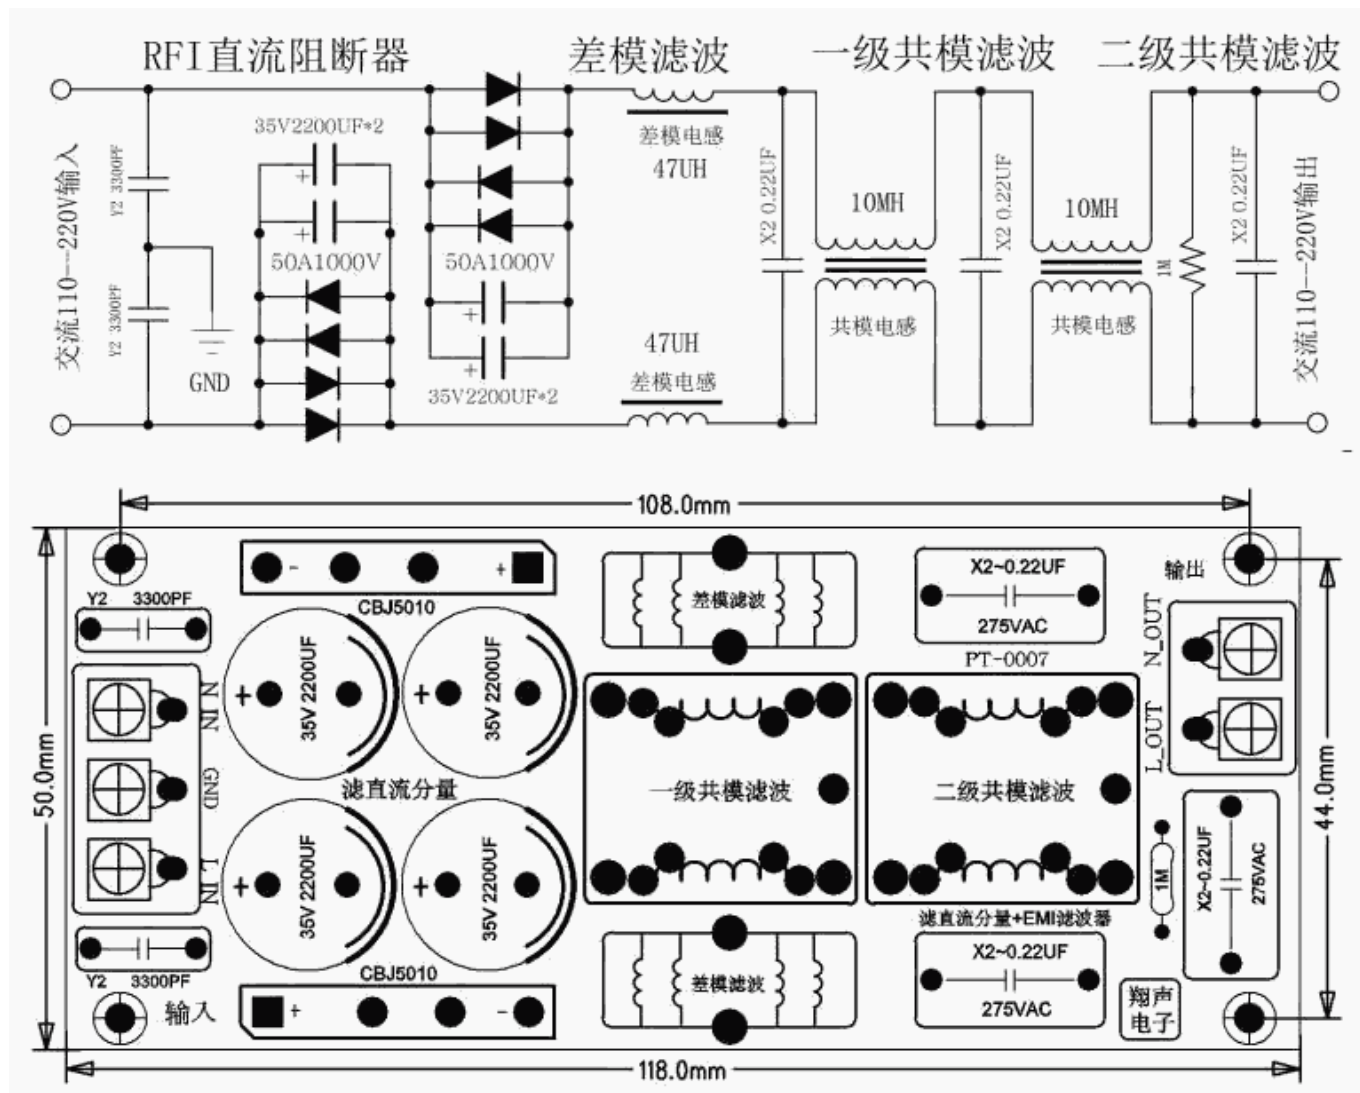 RFI直流阻断器
差模滤波
一级共模滤波
二级共模滤波
35V2200UF*2
差模电感
47UH
Y2 3300PF
X2 0.22UF
10MH
X2 0.22UF
10MH
X2 0.22UF
交流110--220V输入
50A1000V
50A1000V
1M
交流110--220V输出
Y2 3300PF
共模电感
共模电感
GND
47UH
差模电感
35V2200UF*2
108.0mm
Y2 3300PF
CBJ5010
- +
差模滤波
X2~0.22UF
275VAC
PT-0007
输出
N_OUT
L_OUT
N_IN
GND
L_IN
+ 35V 2200UF
+ 35V 2200UF
滤直流分量
+ 35V 2200UF
+ 35V 2200UF
一级共模滤波
二级共模滤波
50.0mm
44.0mm
1M
X2~0.22UF
275VAC
滤直流分量+EMI滤波器
Y2 3300PF
输入
CBJ5010
+ -
差模滤波
X2~0.22UF
275VAC
翔声
电子
118.0mm